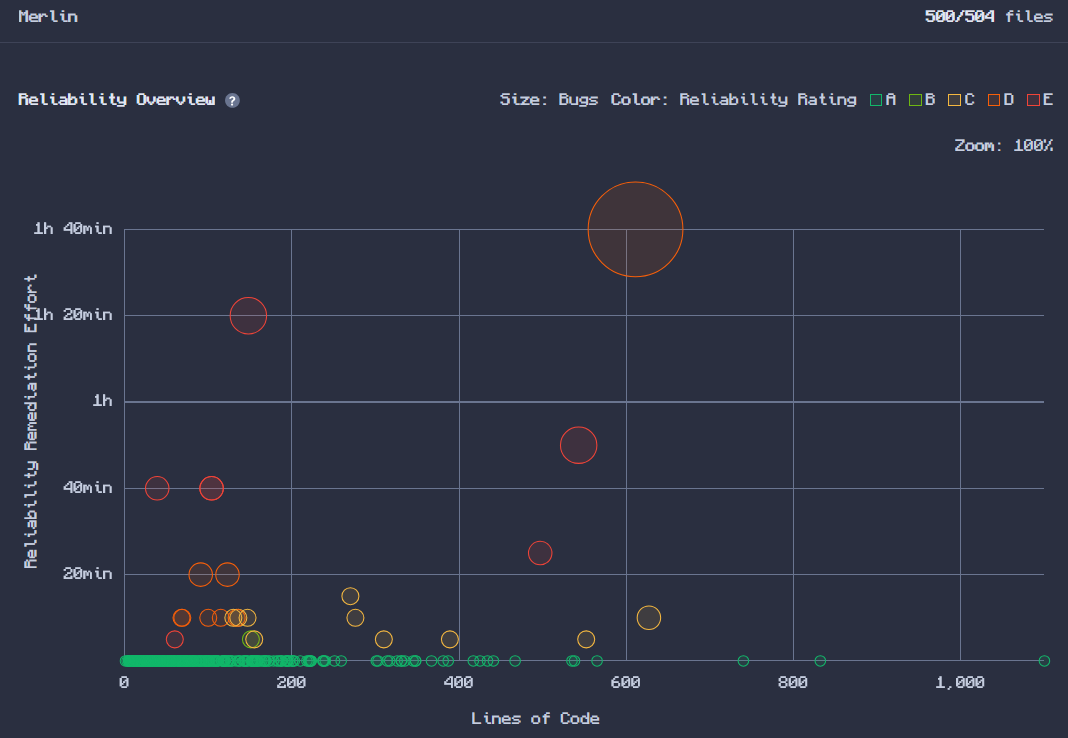 Merlin
500/504 files
Reliability Overview ?
Size: Bugs Color: Reliability Rating A B C D E
Zoom: 100%
Reliability Remediation Effort
1h 40min
1h 20min
1h
40min
20min
0 200 400 600 800 1,000
Lines of Code